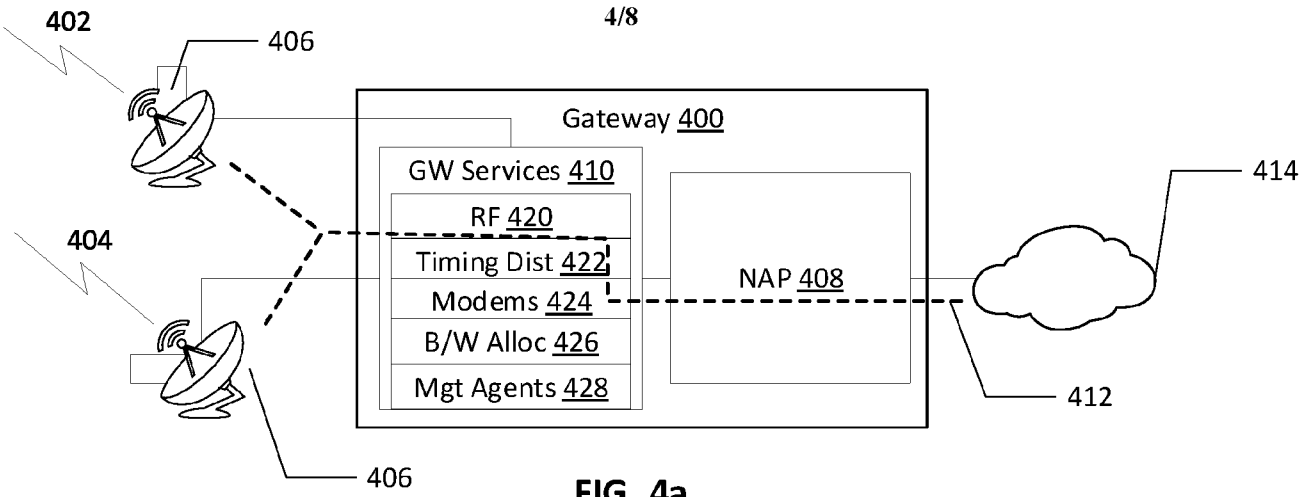 4/8
402
406
Gateway 400
GW Services 410
414
RF 420
404
Timing Dist 422
NAP 408
Modems 424
B/W Alloc 426
Mgt Agents 428
412
406
FIG. 4a